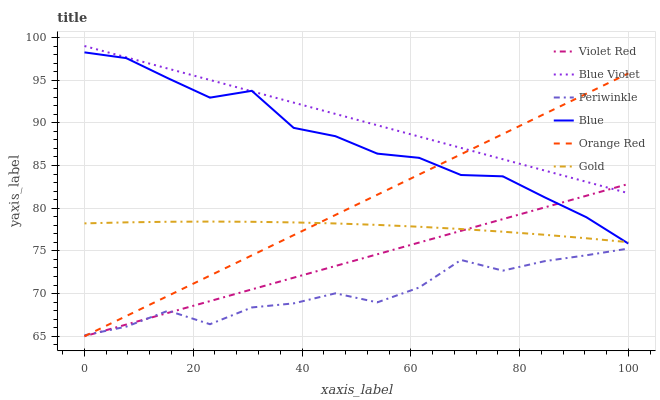 title
100
95
90
85
80
75
70
65
0
20
40
60
80
100
xaxis_label
yaxis_label
Violet Red
Blue Violet
Periwinkle
Blue
Orange Red
Gold